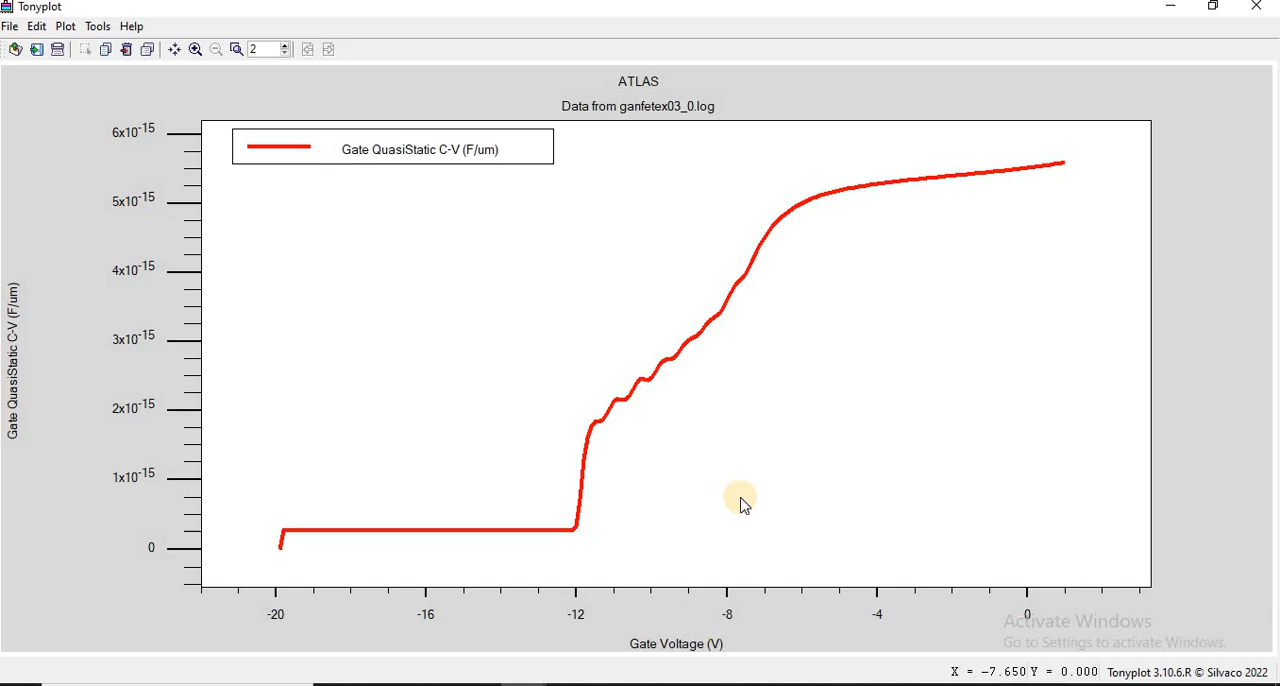 Tonyplot
File Edit Plot Tools Help
2
ATLAS
Data from ganfetex03_0.log
Gate QuasiStatic C-V (F/um)
6x10-15
5x10-15
4x10-15
3x10-15
2x10-15
1x10-15
0
Gate QuasiStatic C-V (F/um)
-20 -16 -12 -8 -4 0
Gate Voltage (V)
Activate Windows
Go to Settings to activate Windows.
X = -7.650 Y = 0.000 Tonyplot 3.10.6.R © Silvaco 2022